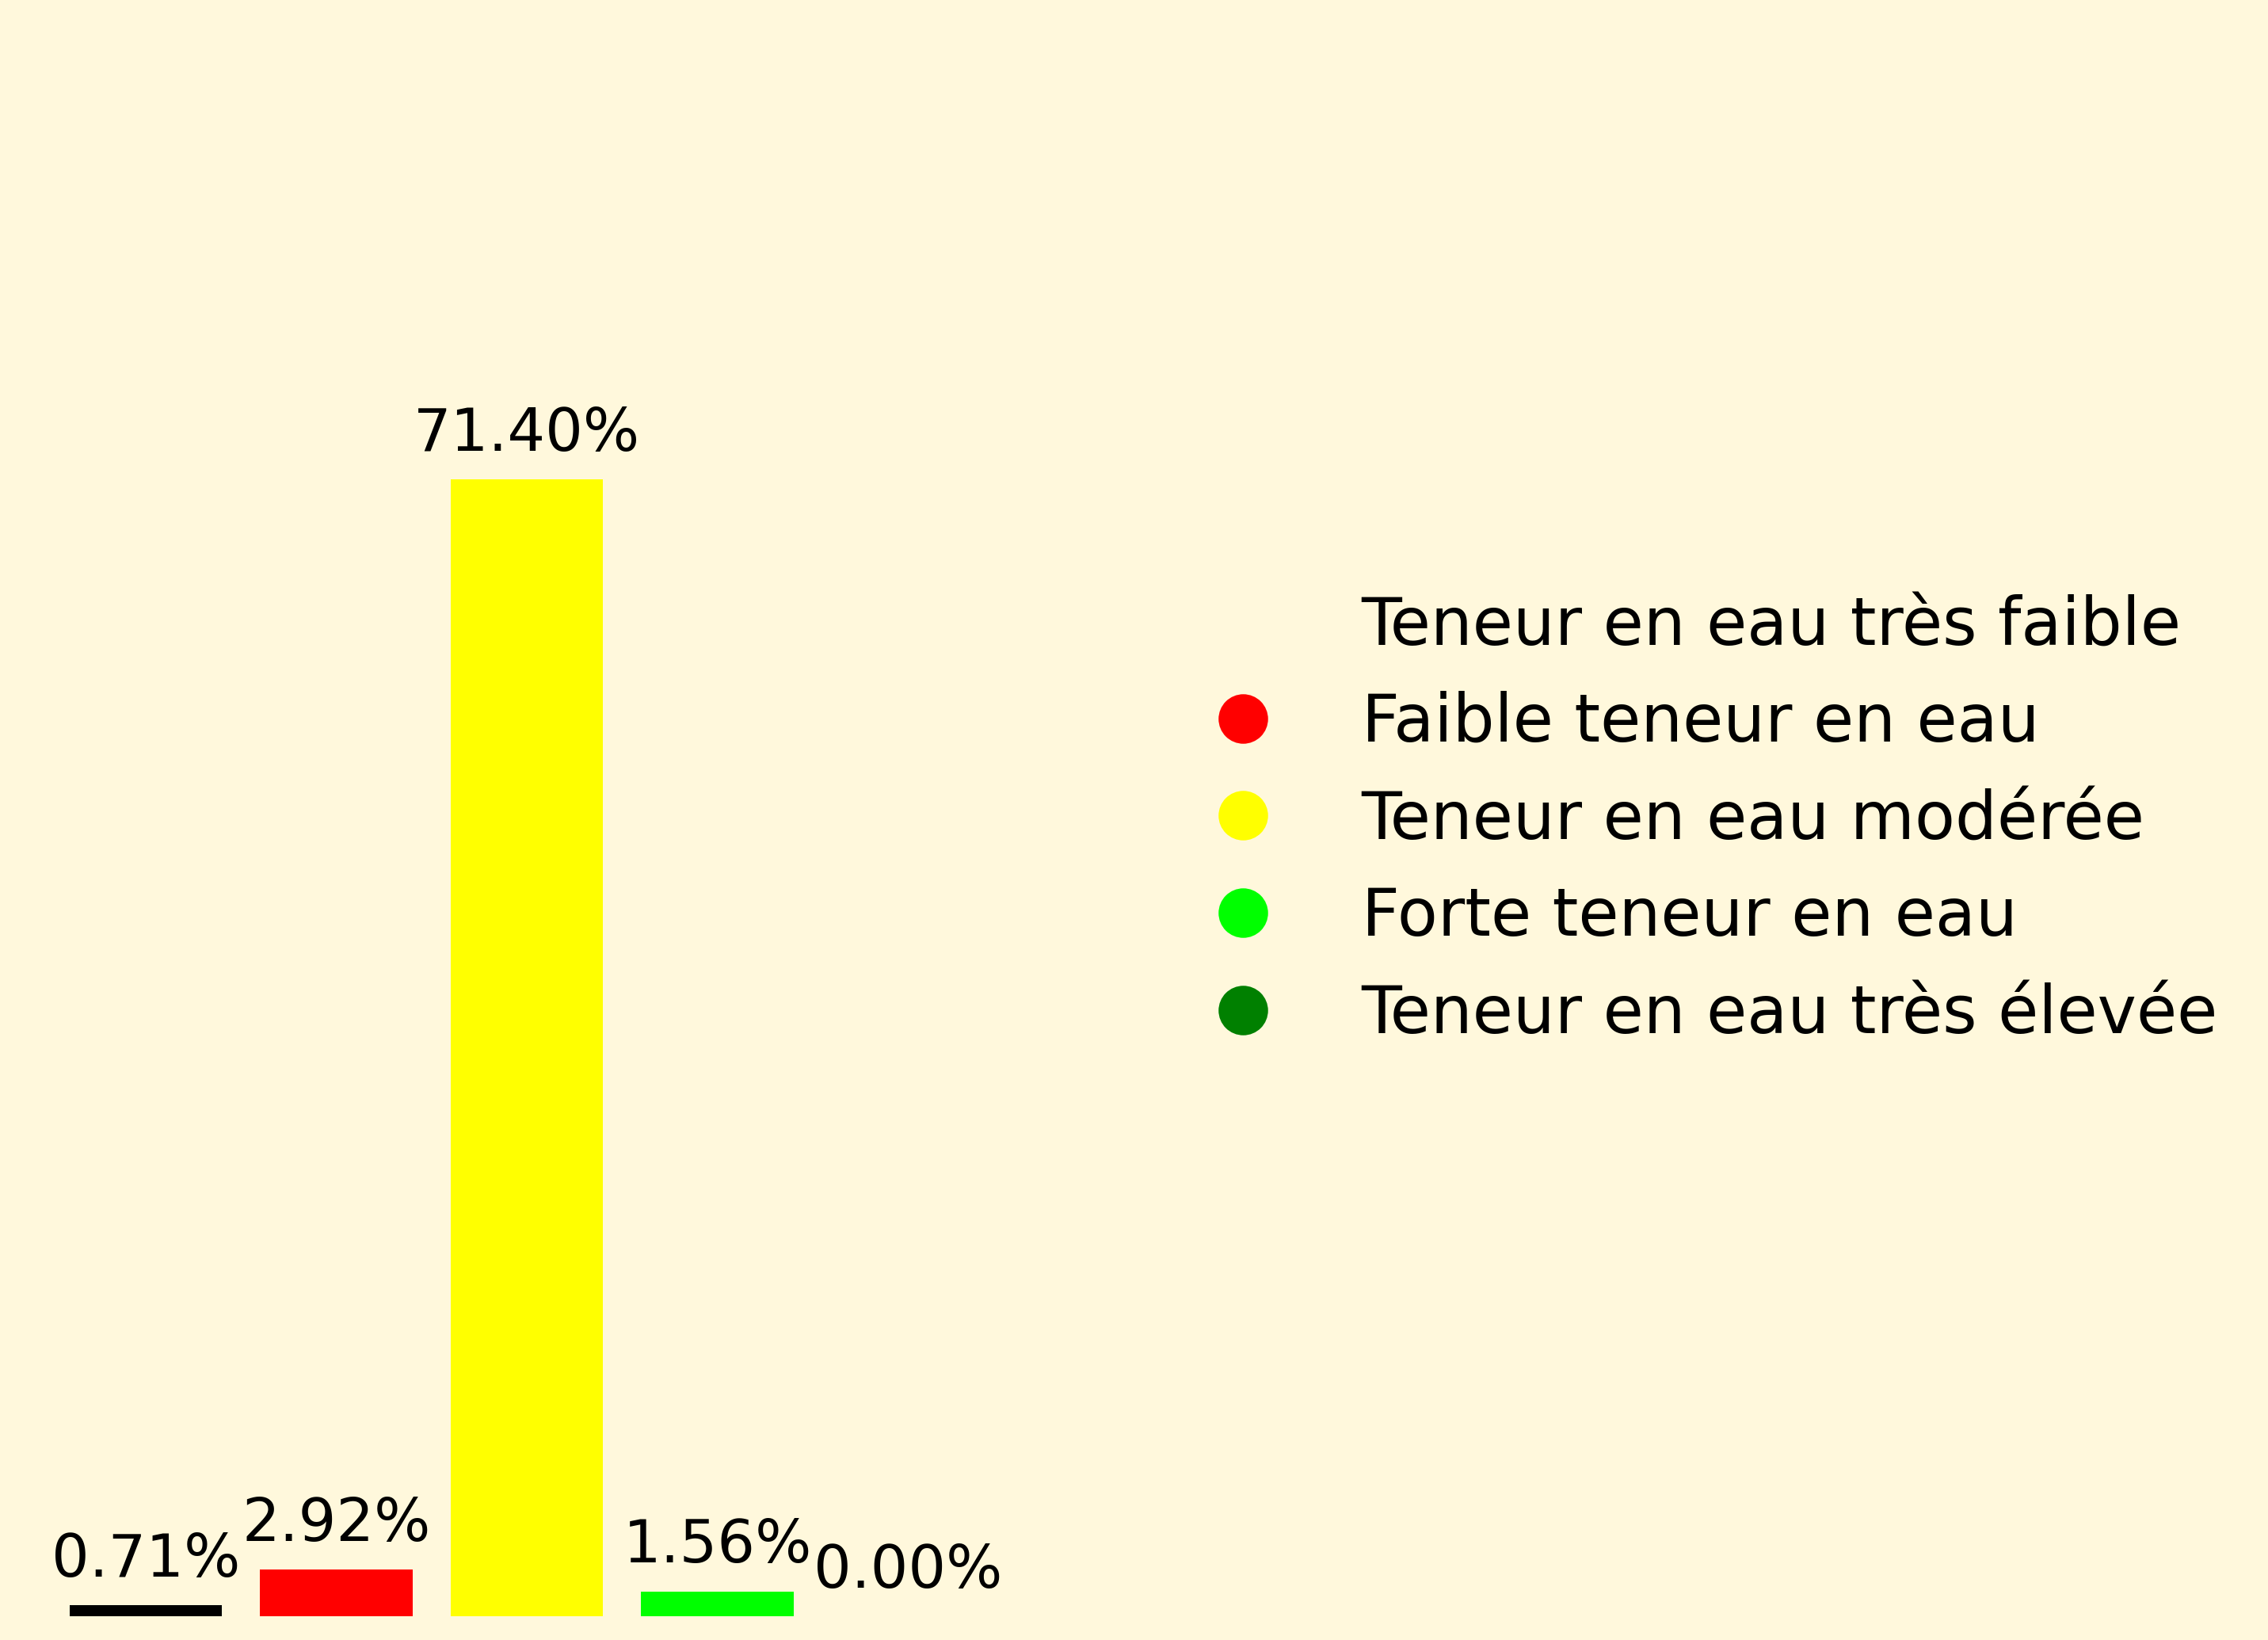 71.40%
Teneur en eau très faible
Faible teneur en eau
Teneur en eau modérée
Forte teneur en eau
Teneur en eau très élevée
0.71%
2.92%
1.56%
0.00%